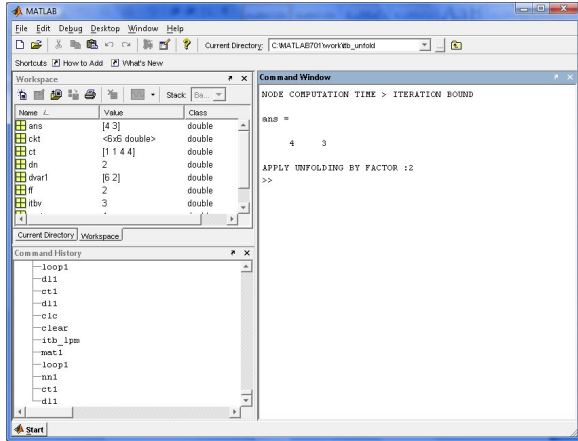 MATLAB
File Edit Debug Desktop Window Help
Current Directory: C:\MATLAB701\work\itb_unfold
Shortcuts How to Add What's New
Workspace
Stack: Ba...
Name Value Class
ans [4 3] double
ckt <6x6 double> double
ct [1 1 4 4] double
dn 2 double
dvar1 [6 2] double
ff 2 double
itbv 3 double
Current Directory Workspace
Command History
loop1
dl1
ct1
dl1
clc
clear
itb_lpm
mat1
loop1
nn1
ct1
dl1
Command Window
NODE COMPUTATION TIME > ITERATION BOUND
ans =
4 3
APPLY UNFOLDING BY FACTOR :2
>>
Start